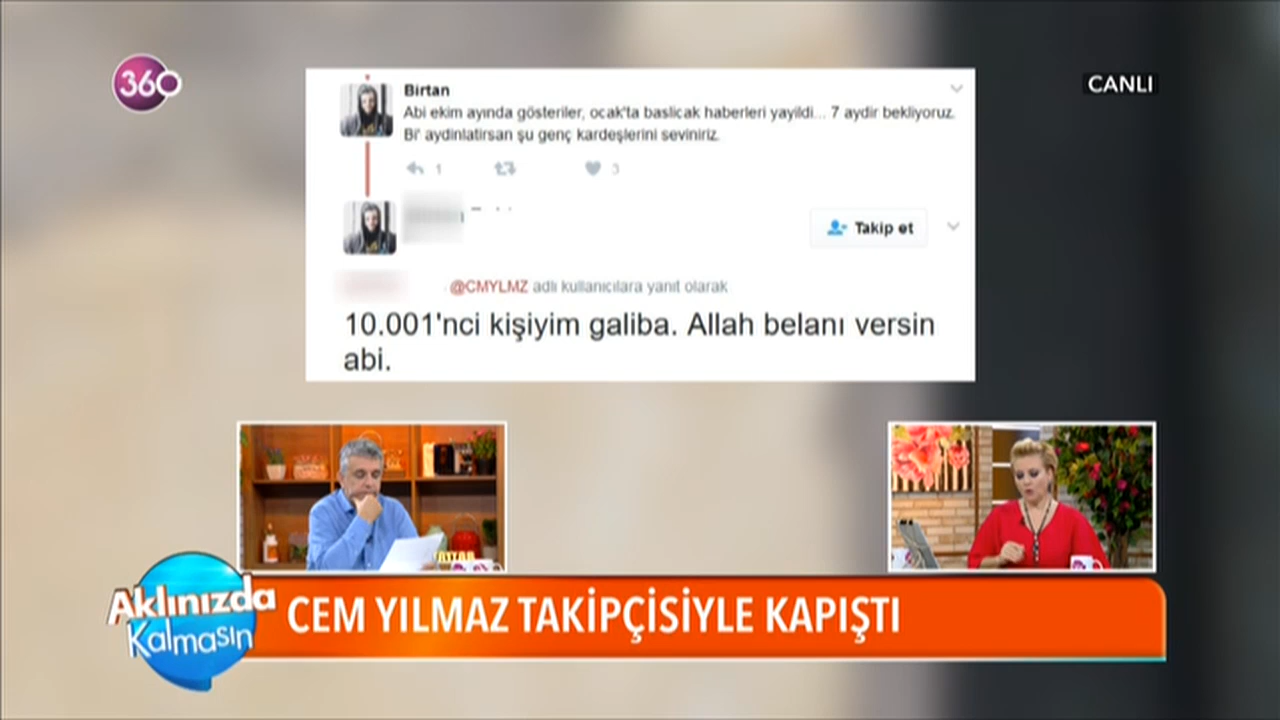 360
CANLI
Birtan
Abi ekim ayında gösteriler, ocak'ta baslicak haberleri yayildi... 7 aydir bekliyoruz.
Bi' aydinlatirsan şu genç kardeşlerini seviniriz.
1
3
Takip et
@CMYLMZ adlı kullanıcılara yanıt olarak
10.001'nci kişiyim galiba. Allah belanı versin
abi.
Aklınızda
Kalmasın
CEM YILMAZ TAKİPÇİSİYLE KAPIŞTI